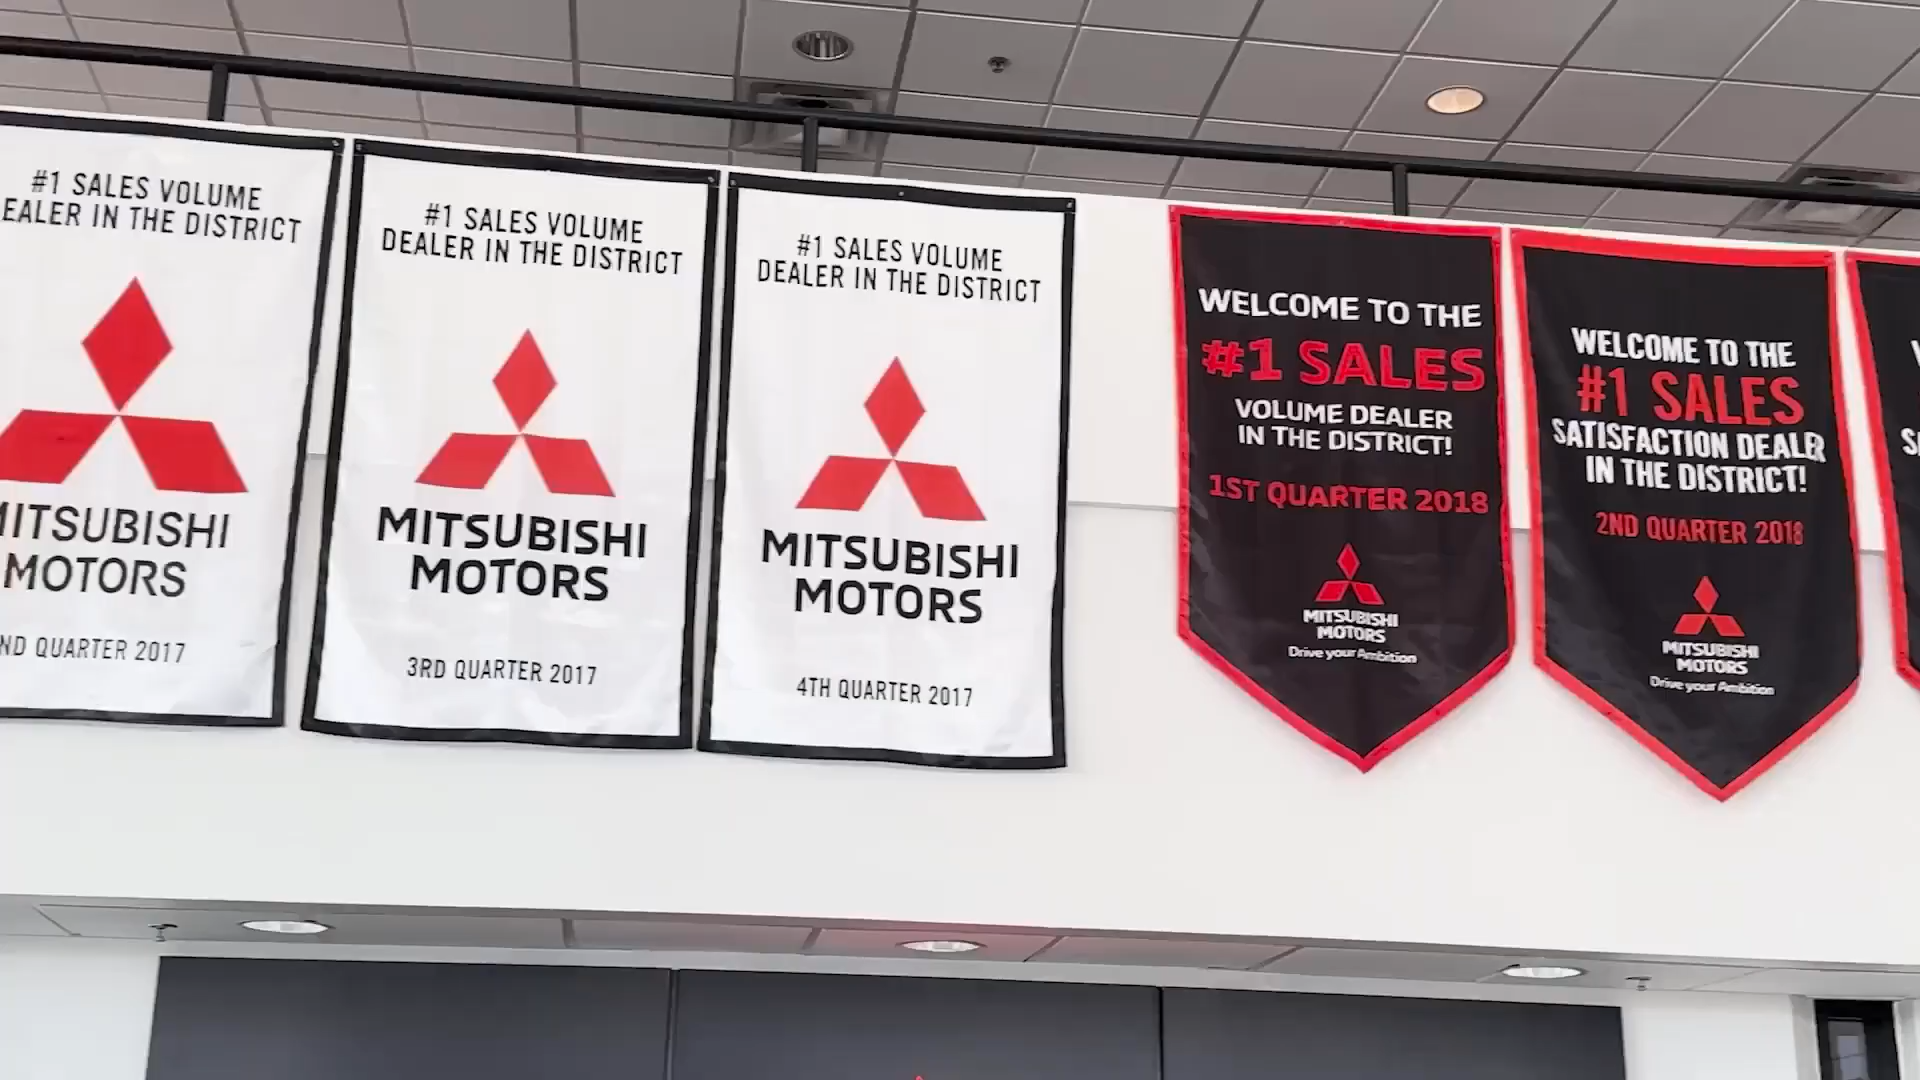 #1 SALES VOLUME
EALER IN THE DISTRICT
MITSUBISHI
MOTORS
ND QUARTER 2017
#1 SALES VOLUME
DEALER IN THE DISTRICT
MITSUBISHI
MOTORS
3RD QUARTER 2017
#1 SALES VOLUME
DEALER IN THE DISTRICT
MITSUBISHI
MOTORS
4TH QUARTER 2017
WELCOME TO THE
#1 SALES
VOLUME DEALER
IN THE DISTRICT!
1ST QUARTER 2018
MITSUBISHI
MOTORS
Drive your Ambition
WELCOME TO THE
#1 SALES
SATISFACTION DEALER
IN THE DISTRICT!
2ND QUARTER 2018
MITSUBISHI
MOTORS
Drive your Ambition